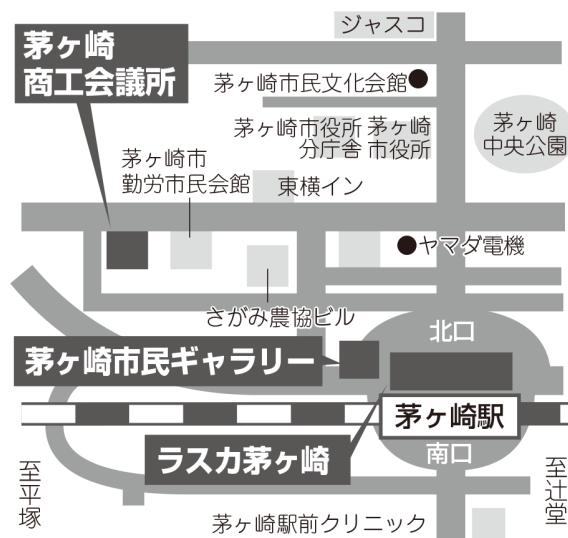 ジャスコ
茅ヶ崎
商工会議所
茅ヶ崎市民文化会館
茅ヶ崎市役所
分庁舎
茅ヶ崎
市役所
茅ヶ崎
中央公園
茅ヶ崎市
勤労市民会館
東横イン
ヤマダ電機
さがみ農協ビル
北口
茅ヶ崎市民ギャラリー
茅ヶ崎駅
ラスカ茅ヶ崎
南口
至平塚
至辻堂
茅ヶ崎駅前クリニック